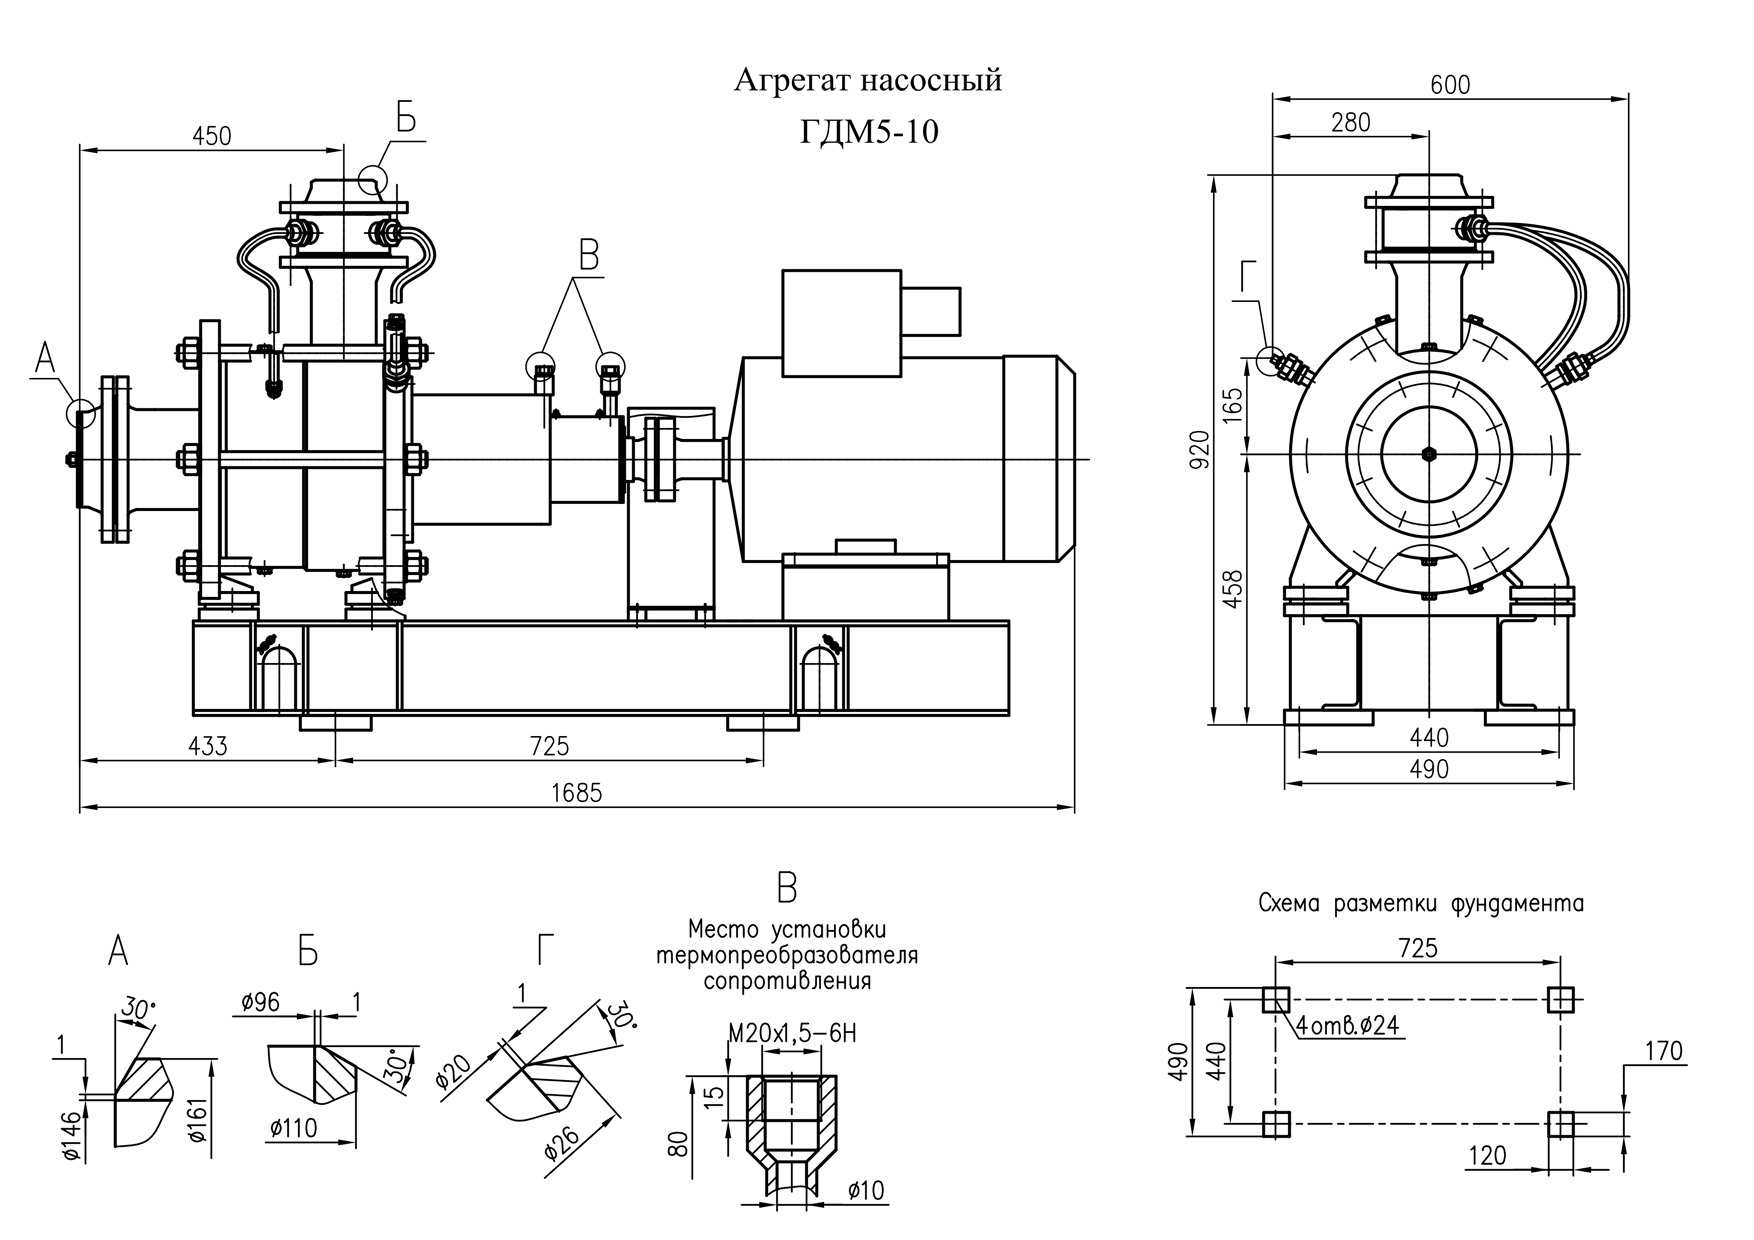 Агрегат насосный
ГДМ5-10
450
Б
В
А
433
725
1685
600
280
Г
165
920
458
440
490
А
30°
1
ø146
ø161
Б
ø96
1
30°
ø110
Г
1
30°
ø20
ø26
В
Место установки
термопреобразователя
сопротивления
М20х1,5-6Н
15
80
ø10
Схема разметки фундамента
725
4отв.ø24
490
440
170
120